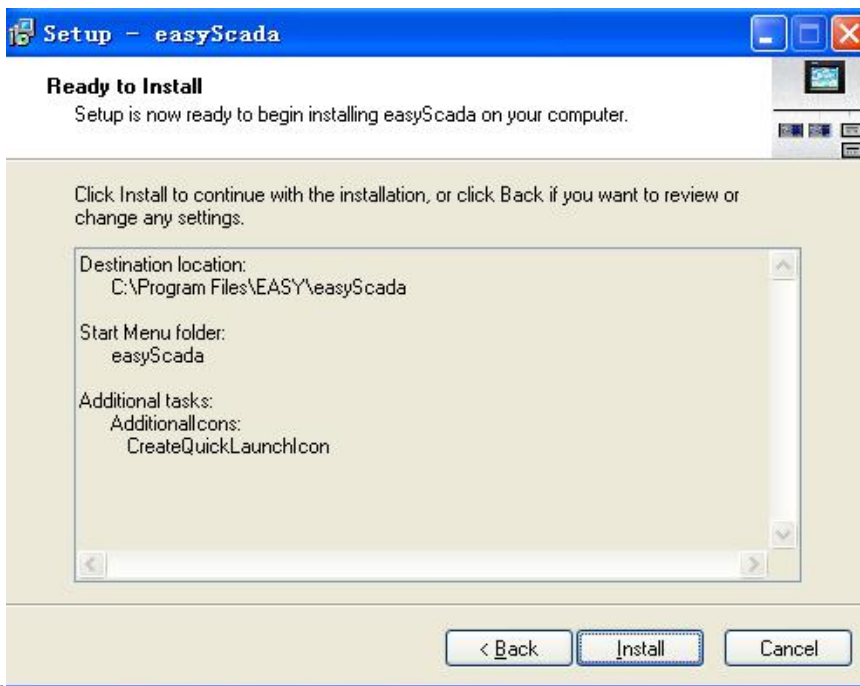 Setup - easyScada
Ready to Install
Setup is now ready to begin installing easyScada on your computer.
Click Install to continue with the installation, or click Back if you want to review or
change any settings.
Destination location:
C:\Program Files\EASY\easyScada
Start Menu folder:
easyScada
Additional tasks:
AdditionalIcons:
CreateQuickLaunchIcon
< Back
Install
Cancel